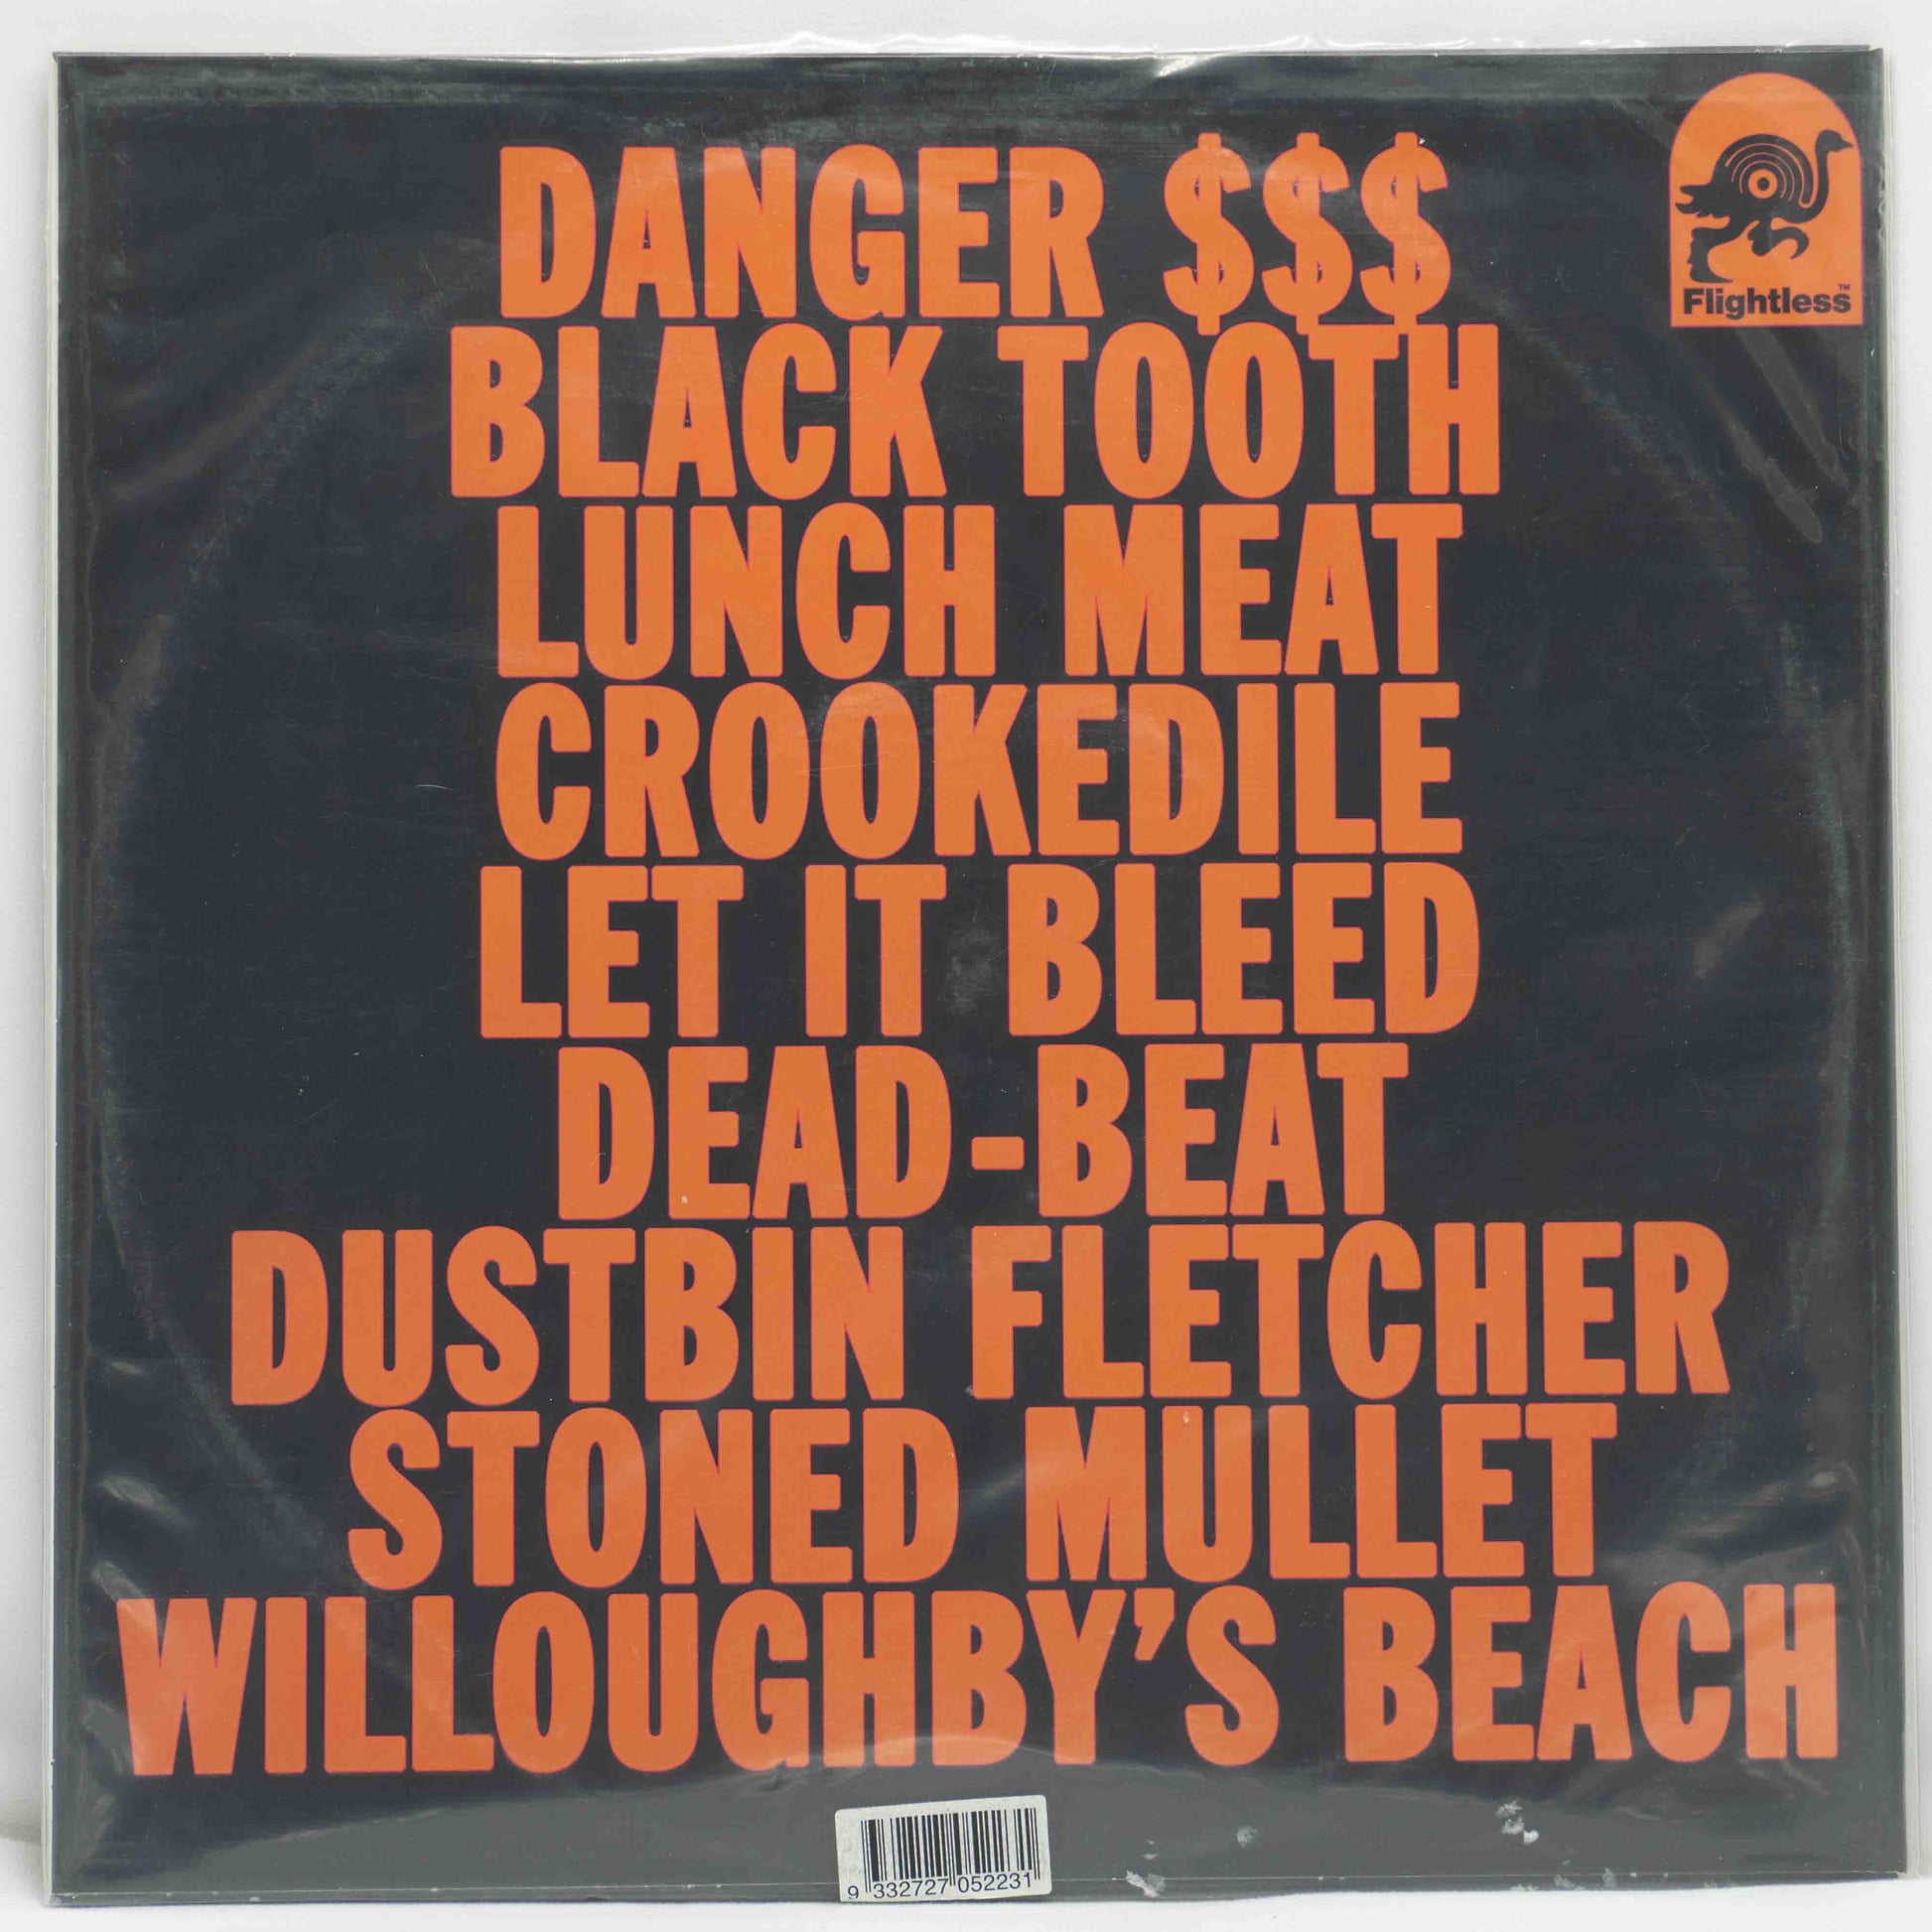 DANGER $$$
Flightless™
BLACK TOOTH
LUNCH MEAT
CROOKEDILE
LET IT BLEED
DEAD-BEAT
DUSTBIN FLETCHER
STONED MULLET
WILLOUGHBY'S BEACH
9 332727 052231